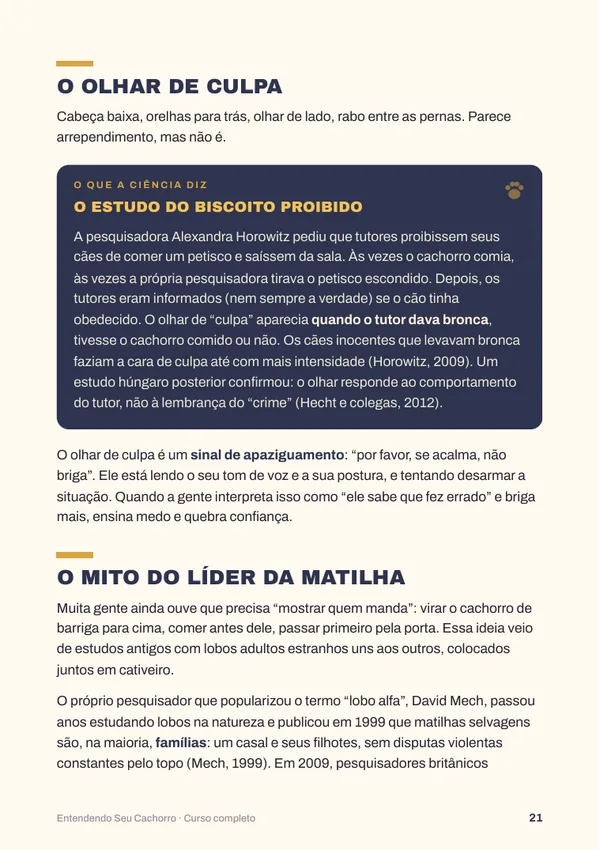 O OLHAR DE CULPA
Cabeça baixa, orelhas para trás, olhar de lado, rabo entre as pernas. Parece
arrependimento, mas não é.
O QUE A CIÊNCIA DIZ
O ESTUDO DO BISCOITO PROIBIDO
A pesquisadora Alexandra Horowitz pediu que tutores proibissem seus
cães de comer um petisco e saíssem da sala. Às vezes o cachorro comia,
às vezes a própria pesquisadora tirava o petisco escondido. Depois, os
tutores eram informados (nem sempre a verdade) se o cão tinha
obedecido. O olhar de “culpa” aparecia quando o tutor dava bronca,
tivesse o cachorro comido ou não. Os cães inocentes que levavam bronca
faziam a cara de culpa até com mais intensidade (Horowitz, 2009). Um
estudo húngaro posterior confirmou: o olhar responde ao comportamento
do tutor, não à lembrança do “crime” (Hecht e colegas, 2012).
O olhar de culpa é um sinal de apaziguamento: “por favor, se acalma, não
briga”. Ele está lendo o seu tom de voz e a sua postura, e tentando desarmar a
situação. Quando a gente interpreta isso como “ele sabe que fez errado” e briga
mais, ensina medo e quebra confiança.
O MITO DO LÍDER DA MATILHA
Muita gente ainda ouve que precisa “mostrar quem manda”: virar o cachorro de
barriga para cima, comer antes dele, passar primeiro pela porta. Essa ideia veio
de estudos antigos com lobos adultos estranhos uns aos outros, colocados
juntos em cativeiro.
O próprio pesquisador que popularizou o termo “lobo alfa”, David Mech, passou
anos estudando lobos na natureza e publicou em 1999 que matilhas selvagens
são, na maioria, famílias: um casal e seus filhotes, sem disputas violentas
constantes pelo topo (Mech, 1999). Em 2009, pesquisadores britânicos
Entendendo Seu Cachorro · Curso completo
21